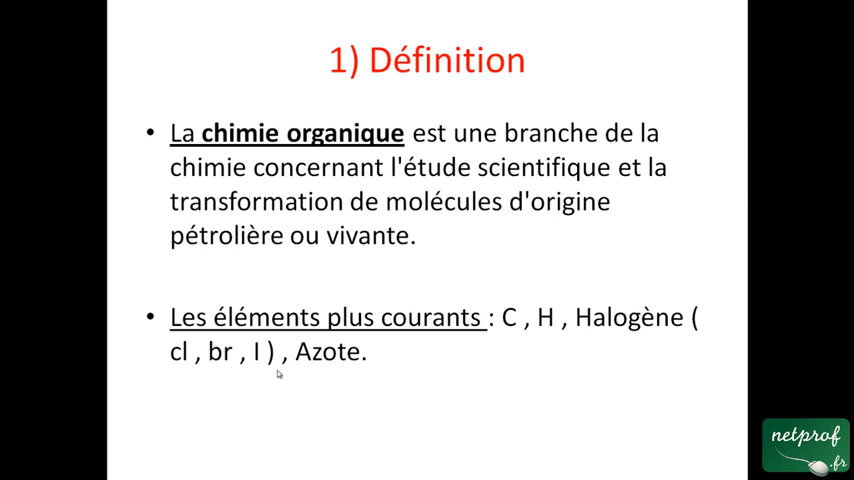 1) Définition
• La chimie organique est une branche de la
chimie concernant l'étude scientifique et la
transformation de molécules d'origine
pétrolière ou vivante.
• Les éléments plus courants : C , H , Halogène (
cl , br , I ) , Azote.
netprof
.fr